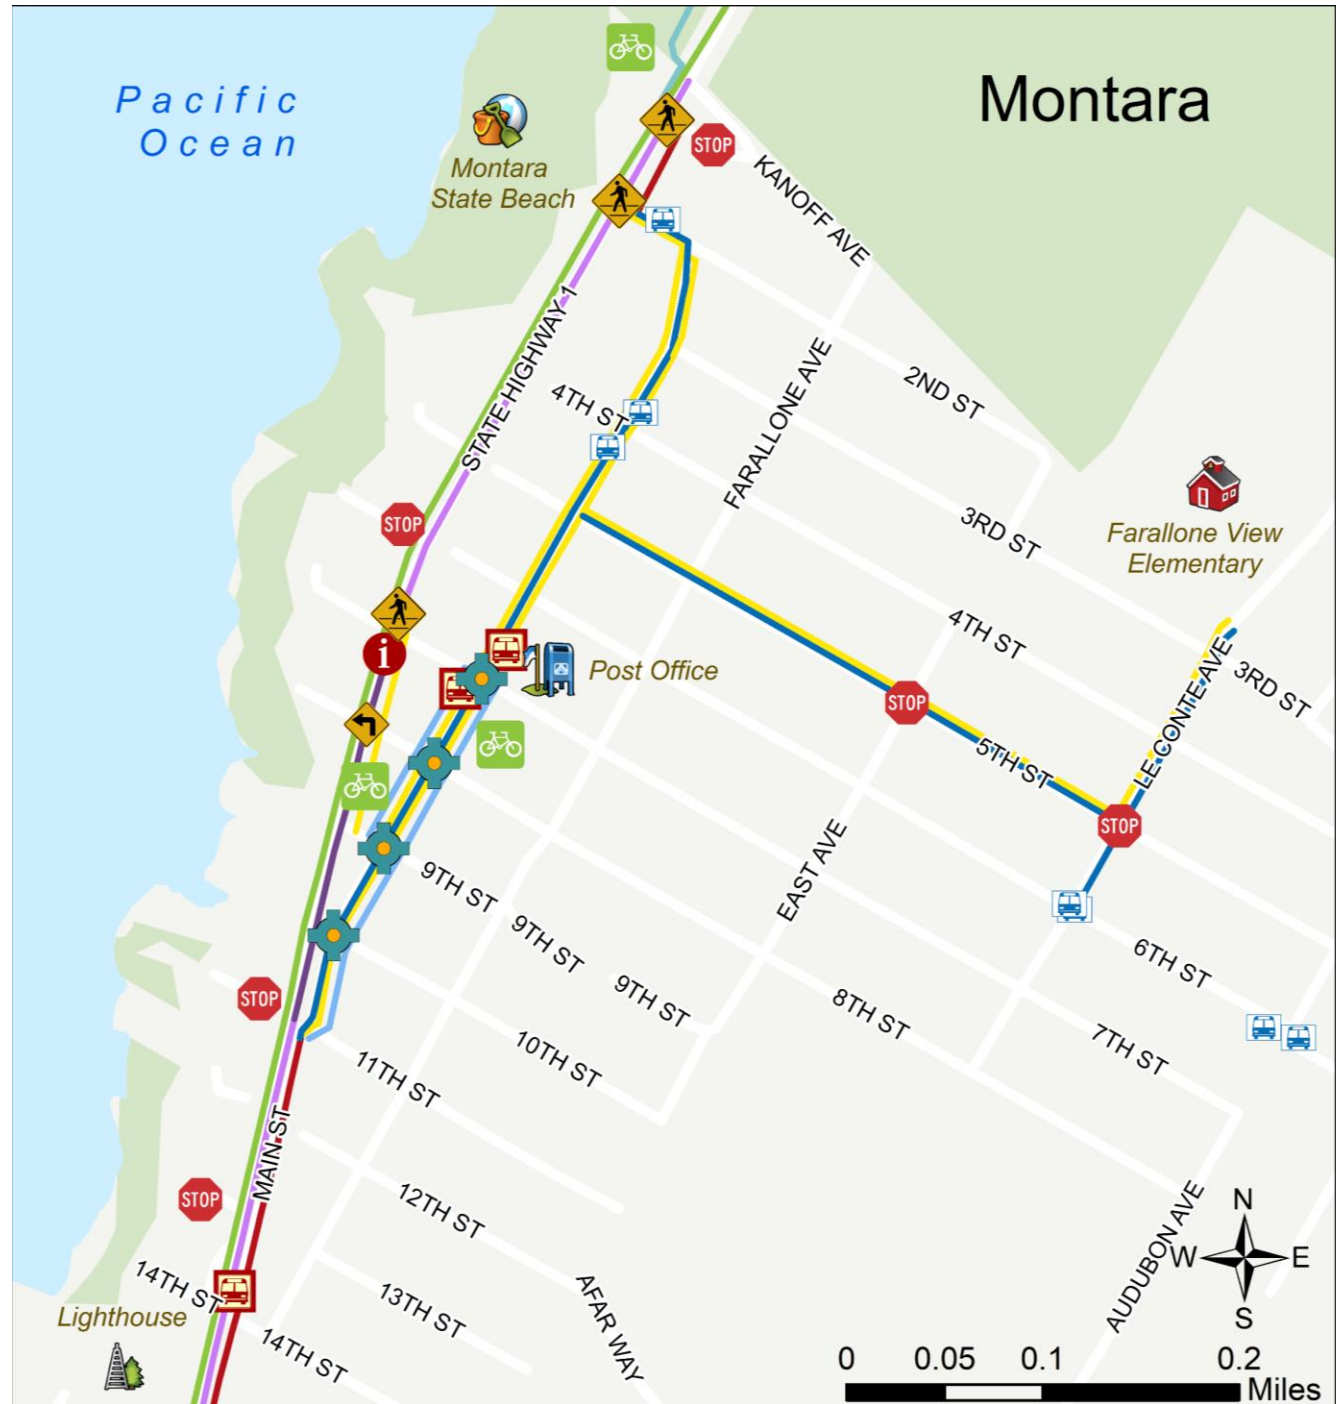 Pacific
Ocean
Montara
STOP
Montara
State Beach
KANOFF AVE
STATE HIGHWAY 1
4TH ST
2ND ST
FARALLONE AVE
STOP
3RD ST
Farallone View
Elementary
4TH ST
i
Post Office
3RD ST
STOP
LE CONTE AVE
5TH ST
STOP
9TH ST
9TH ST
9TH ST
EAST AVE
8TH ST
6TH ST
7TH ST
STOP
10TH ST
11TH ST
MAIN ST
STOP
12TH ST
14TH ST
13TH ST
AFAR WAY
AUDUBON AVE
Lighthouse
14TH ST
N
W
E
S
0 0.05 0.1 0.2
Miles